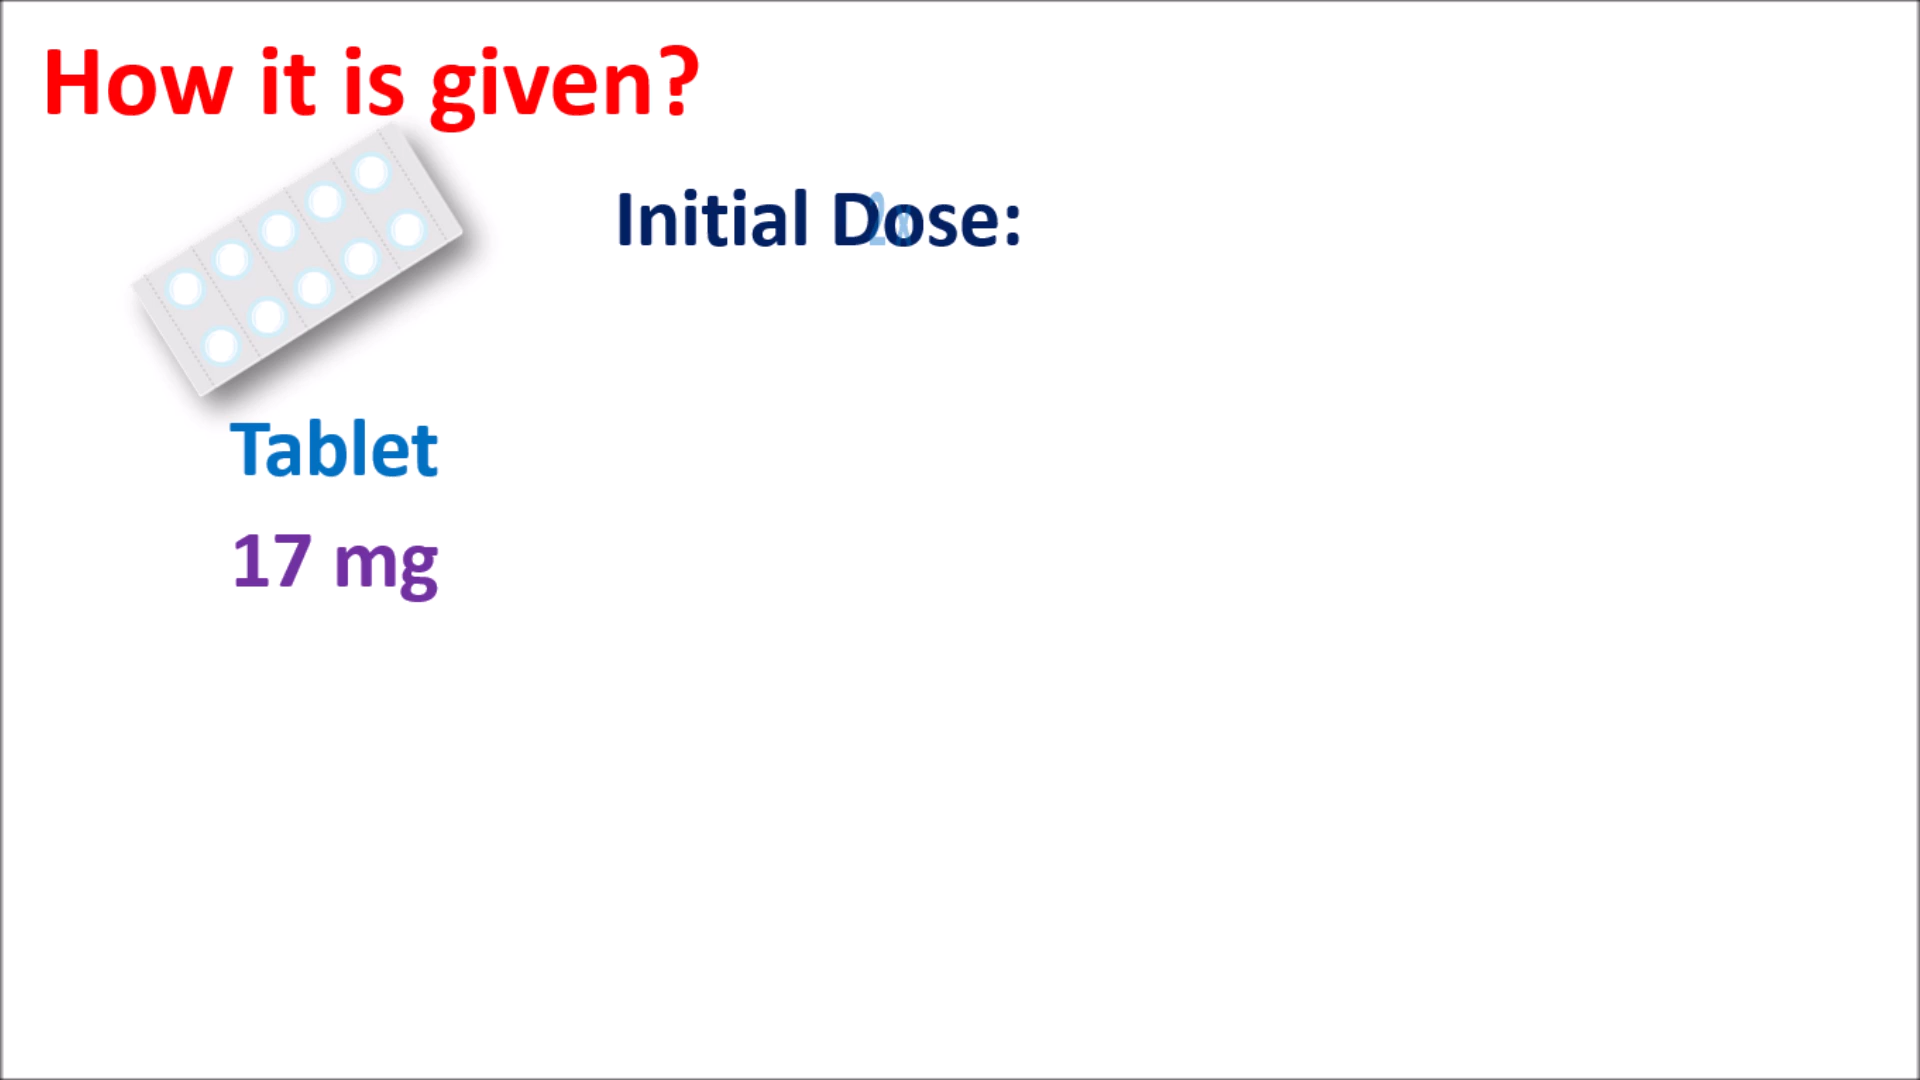 How it is given?
Initial Dose:
Tablet
17 mg